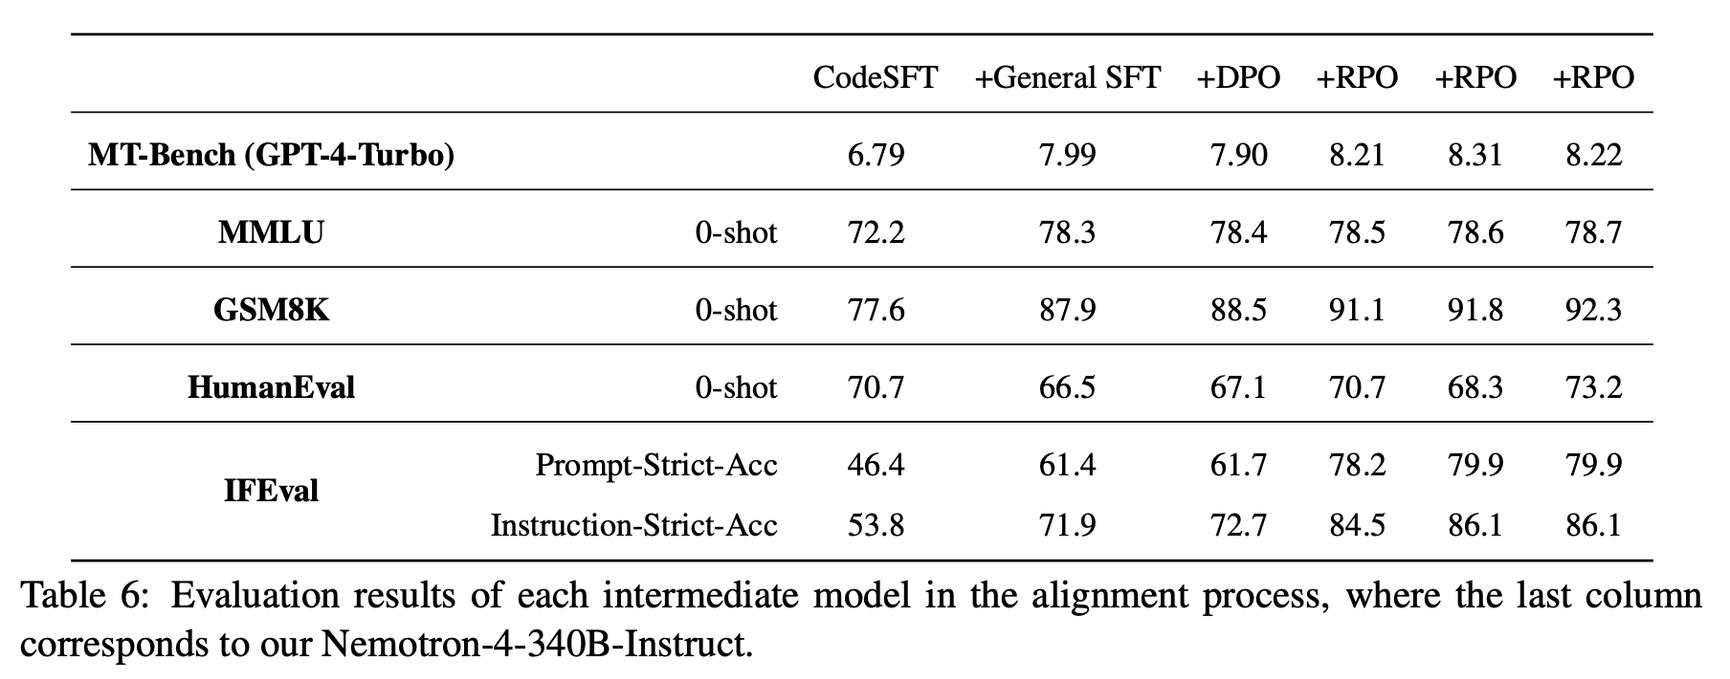 CodeSFT +General SFT +DPO +RPO +RPO +RPO
MT-Bench (GPT-4-Turbo) 6.79 7.99 7.90 8.21 8.31 8.22
MMLU 0-shot 72.2 78.3 78.4 78.5 78.6 78.7
GSM8K 0-shot 77.6 87.9 88.5 91.1 91.8 92.3
HumanEval 0-shot 70.7 66.5 67.1 70.7 68.3 73.2
IFEval Prompt-Strict-Acc 46.4 61.4 61.7 78.2 79.9 79.9
Instruction-Strict-Acc 53.8 71.9 72.7 84.5 86.1 86.1
Table 6: Evaluation results of each intermediate model in the alignment process, where the last column
corresponds to our Nemotron-4-340B-Instruct.